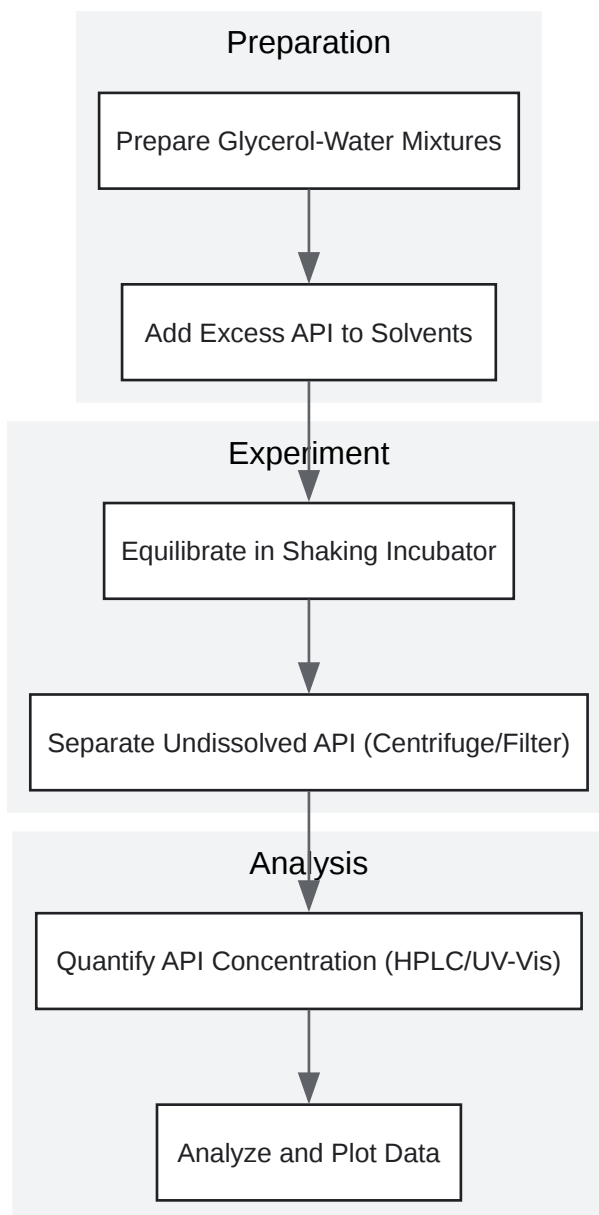 Preparation
Prepare Glycerol-Water Mixtures
Add Excess API to Solvents
Experiment
Equilibrate in Shaking Incubator
Separate Undissolved API (Centrifuge/Filter)
Analysis
Quantify API Concentration (HPLC/UV-Vis)
Analyze and Plot Data